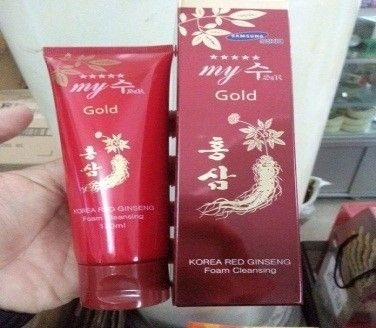 ★★★★★
my 수
Gold
홍
삼
KOREA RED GINSENG
Foam Cleansing
SAMSUNG
★★★★★
my 수
Gold
홍
삼
KOREA RED GINSENG
Foam Cleansing